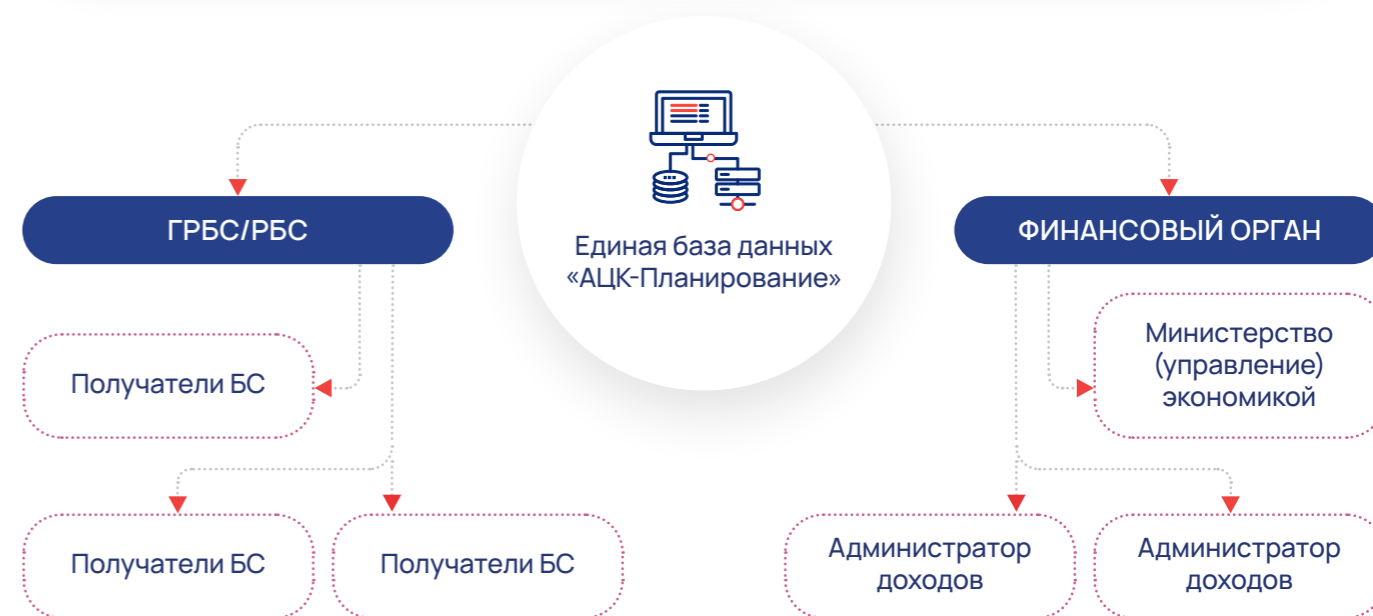 Единая база данных
«АЦК-Планирование»
ГРБС/РБС
ФИНАНСОВЫЙ ОРГАН
Получатели БС
Министерство
(управление)
экономикой
Получатели БС
Получатели БС
Администратор
доходов
Администратор
доходов